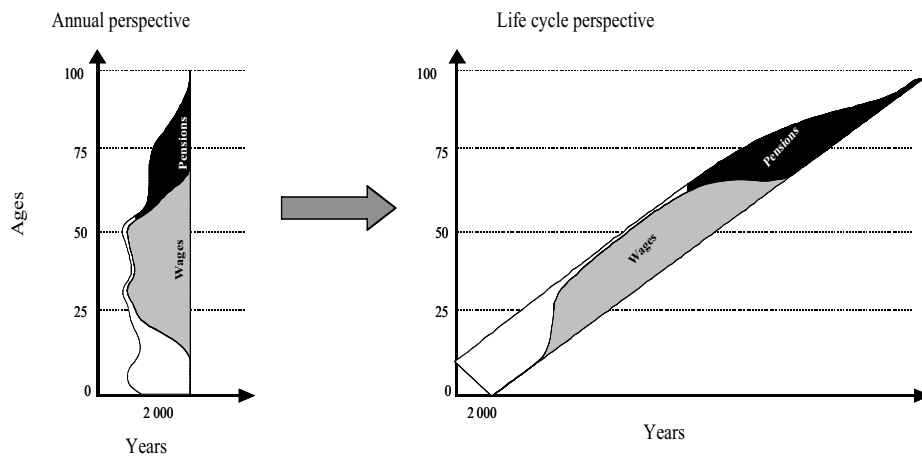 Annual perspective
Life cycle perspective
100
75
50
25
0
Ages
Pensions
Wages
2 000
Years
100
75
50
25
0
Pensions
Wages
2 000
Years